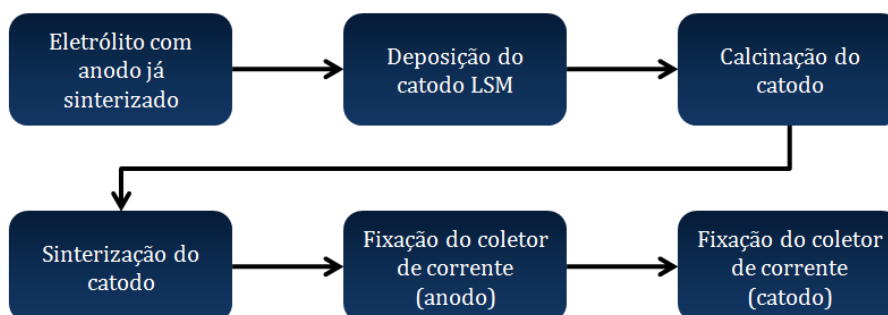 Eletrólito com
anodo já
sinterizado
Deposição do
catodo LSM
Calcinação do
catodo
Sinterização do
catodo
Fixação do coletor
de corrente
(anodo)
Fixação do coletor
de corrente
(catodo)